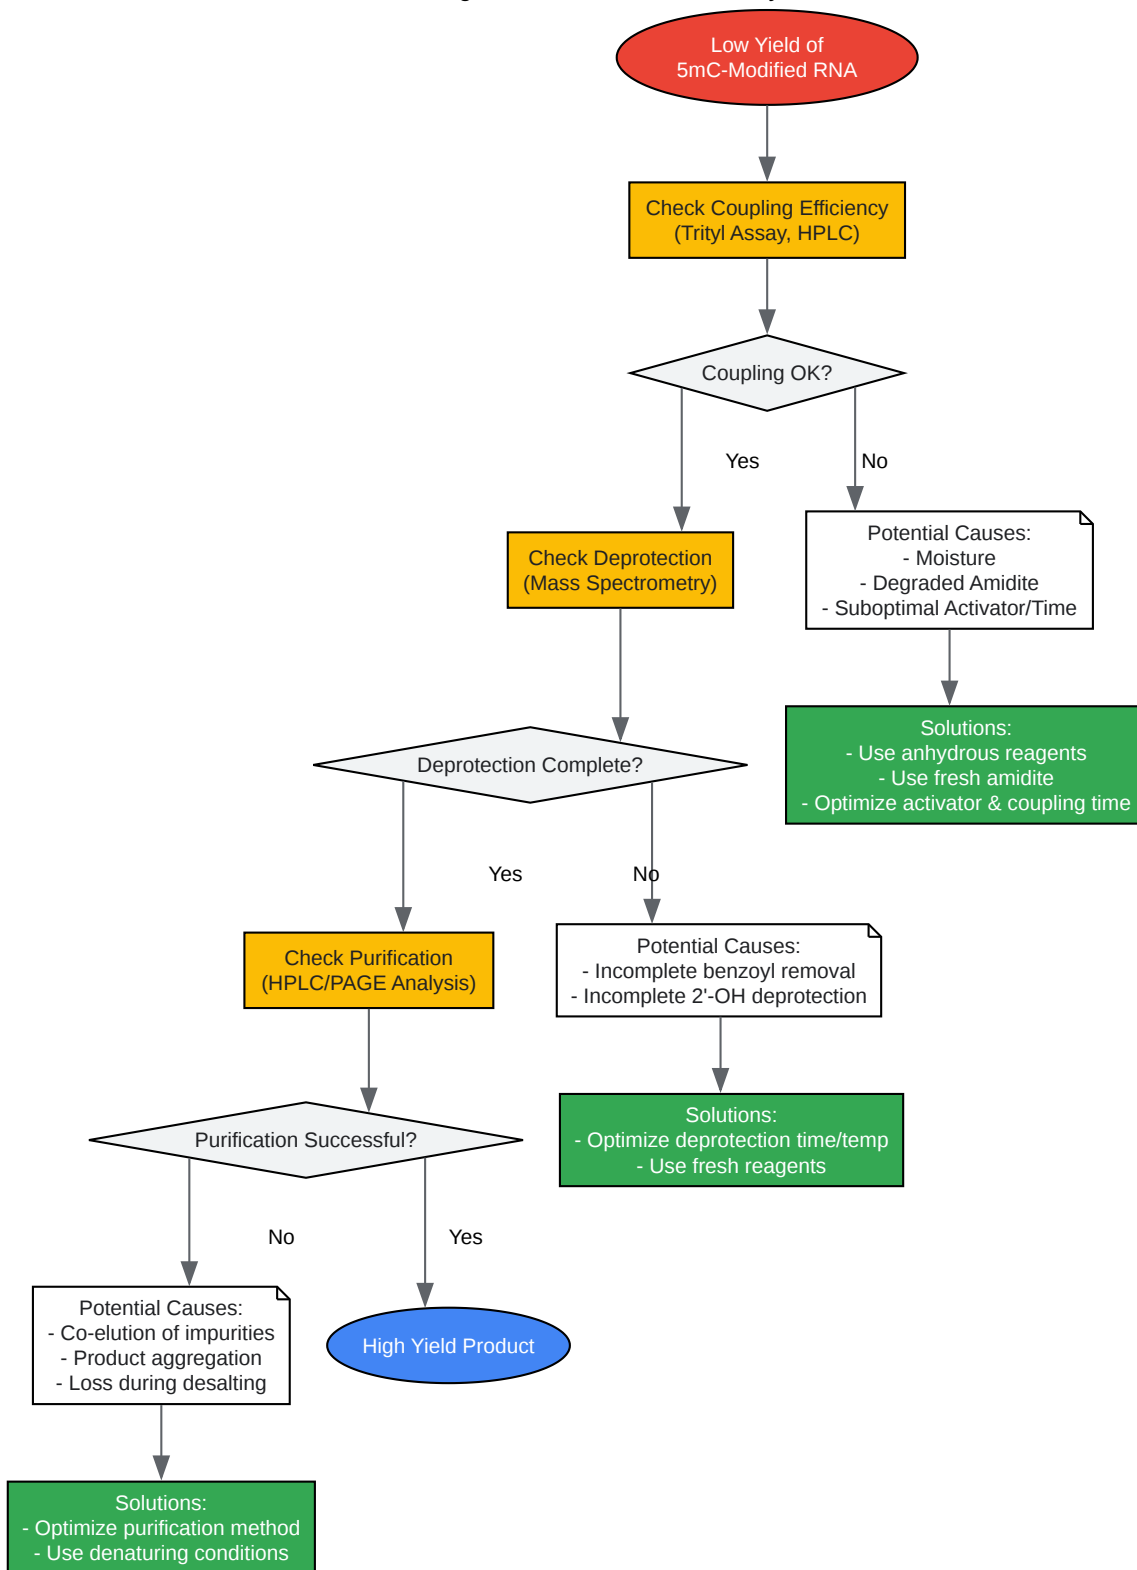 Low Yield of
5mC-Modified RNA
Check Coupling Efficiency
(Trityl Assay, HPLC)
Coupling OK?
Yes
No
Potential Causes:
- Moisture
- Degraded Amidite
- Suboptimal Activator/Time
Check Deprotection
(Mass Spectrometry)
Solutions:
- Use anhydrous reagents
- Use fresh amidite
- Optimize activator & coupling time
Deprotection Complete?
Yes
No
Potential Causes:
- Incomplete benzoyl removal
- Incomplete 2'-OH deprotection
Check Purification
(HPLC/PAGE Analysis)
Solutions:
- Optimize deprotection time/temp
- Use fresh reagents
Purification Successful?
No
Yes
Potential Causes:
- Co-elution of impurities
- Product aggregation
- Loss during desalting
High Yield Product
Solutions:
- Optimize purification method
- Use denaturing conditions